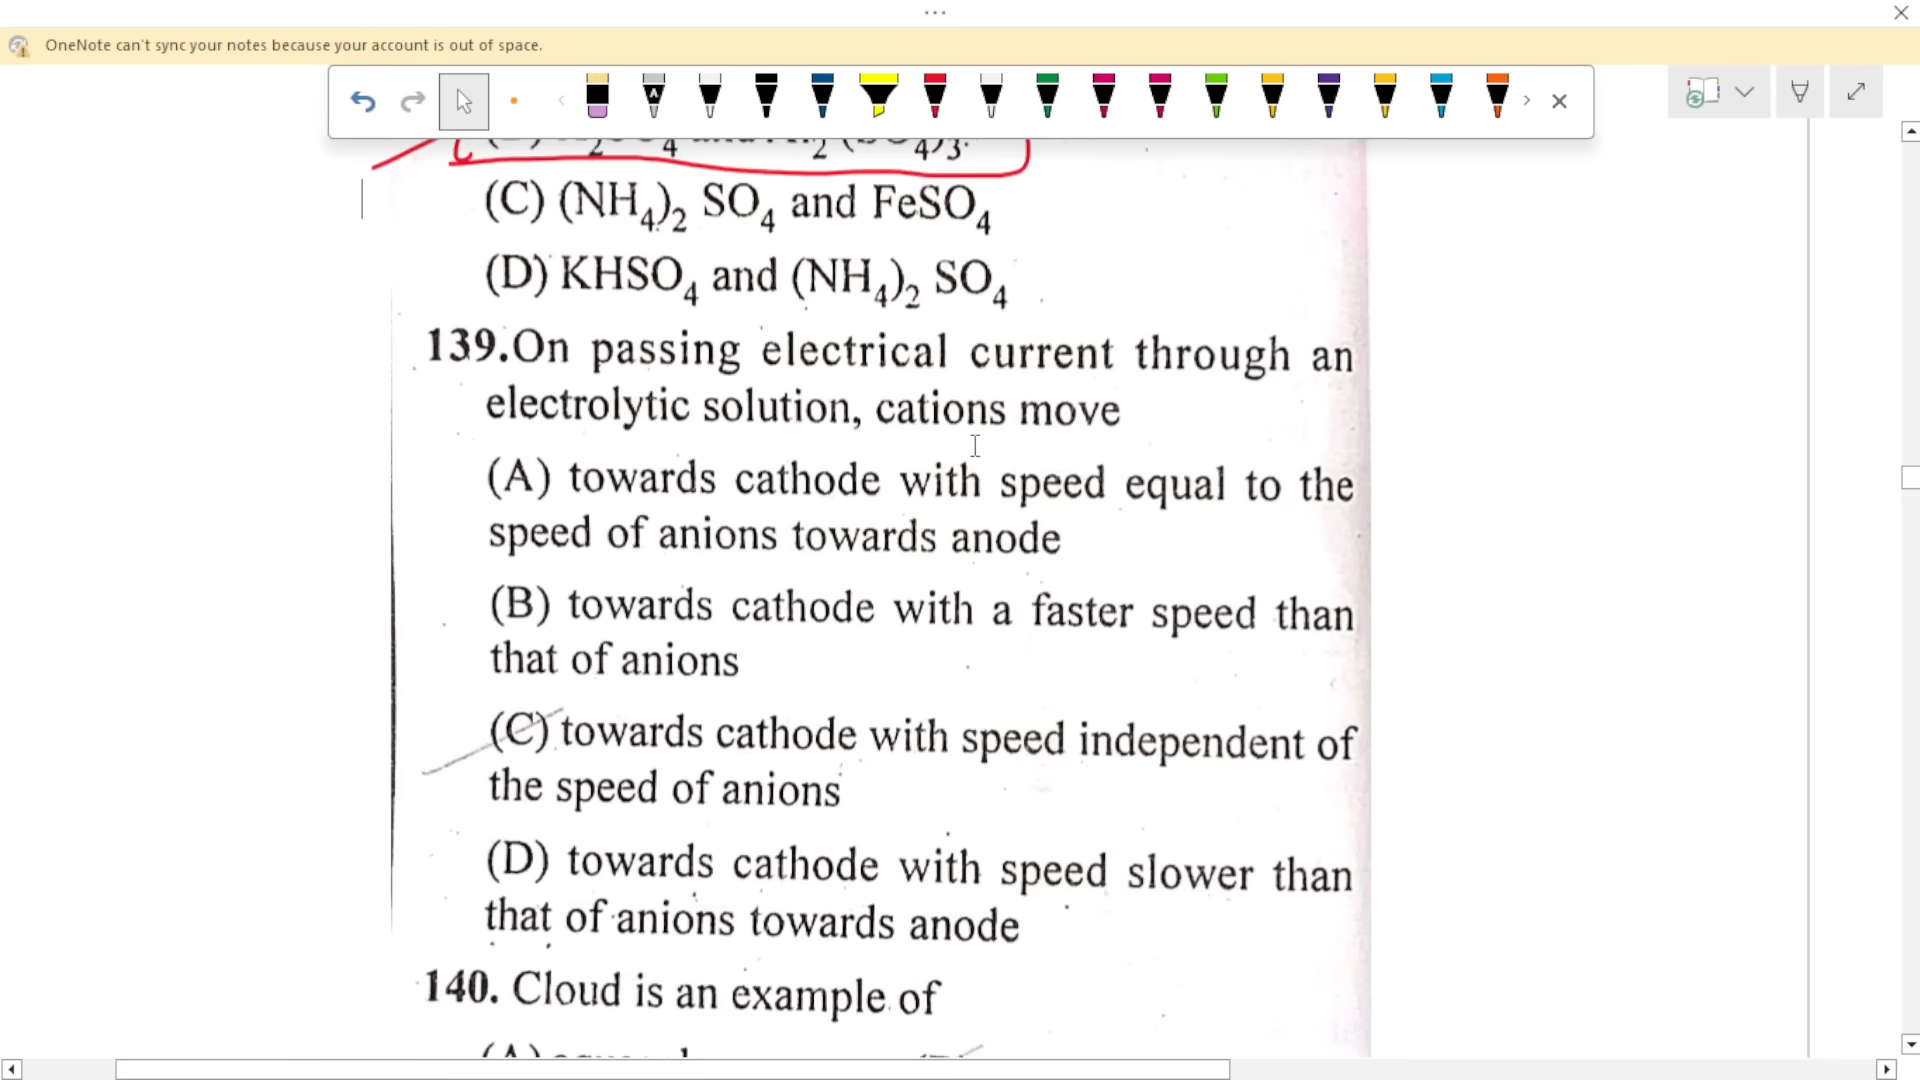 OneNote can't sync your notes because your account is out of space.
(C) (NH₄)₂ SO₄ and FeSO₄
(D) KHSO₄ and (NH₄)₂ SO₄
139.On passing electrical current through an
electrolytic solution, cations move
(A) towards cathode with speed equal to the
speed of anions towards anode
(B) towards cathode with a faster speed than
that of anions
(C) towards cathode with speed independent of
the speed of anions
(D) towards cathode with speed slower than
that of anions towards anode
140. Cloud is an example of